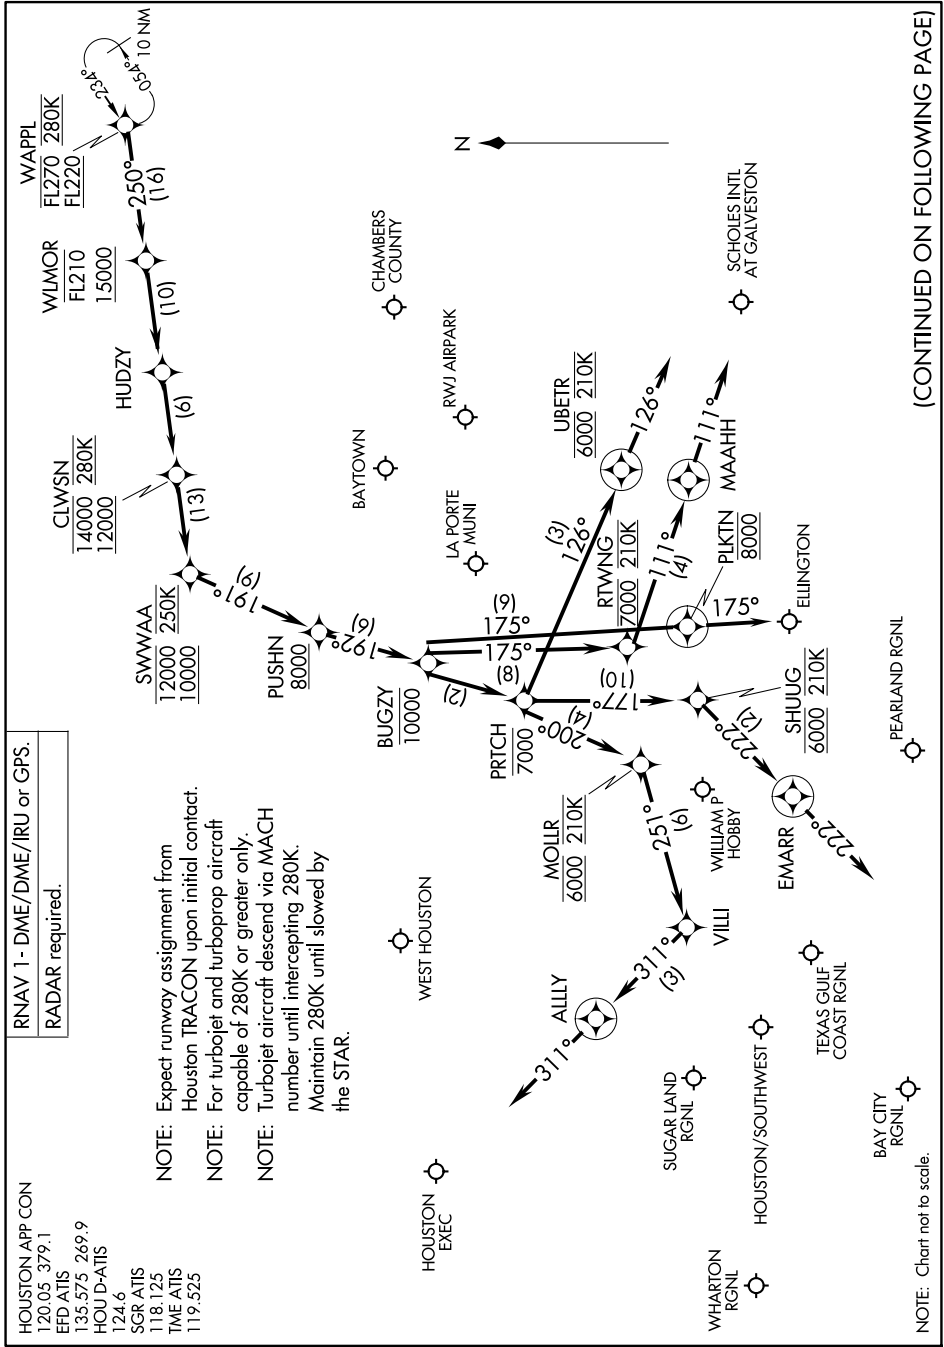 HOUSTON APP CON
120.05 379.1
EFD ATIS
135.575 269.9
HOU D-ATIS
124.6
SGR ATIS
118.125
TME ATIS
119.525
RNAV 1 - DME/DME/IRU or GPS.
RADAR required.
NOTE: Expect runway assignment from
Houston TRACON upon initial contact.
NOTE: For turbojet and turboprop aircraft
capable of 280K or greater only.
NOTE: Turbojet aircraft descend via MACH
number until intercepting 280K.
Maintain 280K until slowed by
the STAR.
WAPPL
FL270 280K
FL220
234°
054°
10 NM
250°
(16)
WLMOR
FL210
15000
(10)
HUDZY
(6)
CLWSN
14000 280K
12000
(13)
SWWAA
12000 250K
10000
191°
(9)
PUSHN
8000
192°
(6)
BUGZY
10000
(2)
175°
(8)
175°
(9)
PRTCH
7000
200°
(4)
177°
(10)
126°
(3)
UBETR
6000 210K
126°
RTWNG
7000 210K
111°
(4)
MAAHH
111°
PLKTN
8000
175°
SHUUG
6000 210K
222°
(2)
EMARR
222°
MOLLR
6000 210K
251°
(6)
VILLI
311°
(3)
ALLLY
311°
N
CHAMBERS
COUNTY
RWJ AIRPARK
BAYTOWN
LA PORTE
MUNI
SCHOLES INTL
AT GALVESTON
ELLINGTON
PEARLAND RGNL
WILLIAM P
HOBBY
WEST HOUSTON
TEXAS GULF
COAST RGNL
SUGAR LAND
RGNL
HOUSTON/SOUTHWEST
HOUSTON
EXEC
WHARTON
RGNL
BAY CITY
RGNL
NOTE: Chart not to scale.
(CONTINUED ON FOLLOWING PAGE)